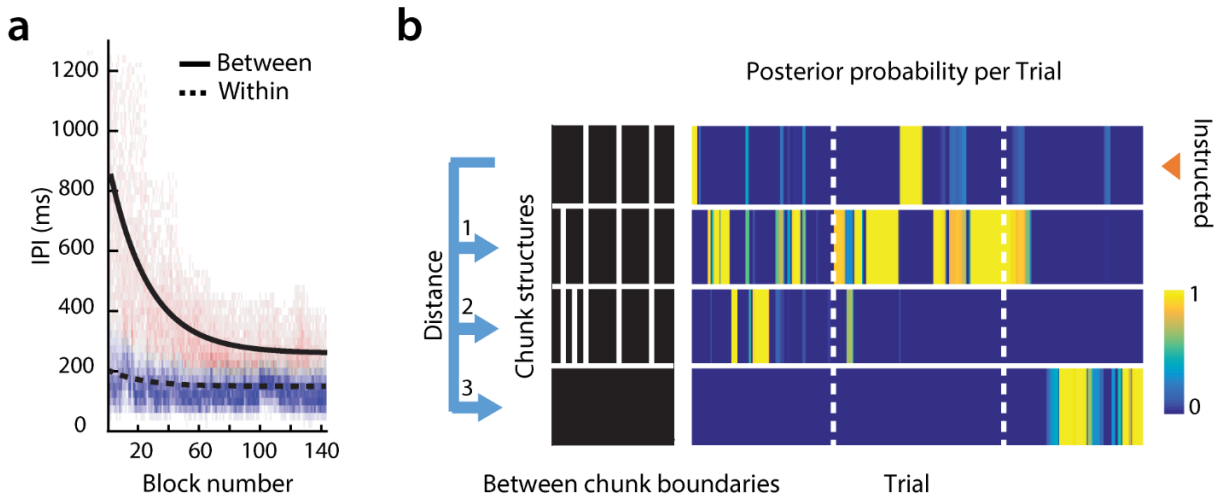 a
b
1200
1000
800
600
400
200
0
IPI (ms)
20
60
100
140
Block number
Between
Within
Posterior probability per Trial
Distance
1
2
3
Chunk structures
Instructed
1
0
Between chunk boundaries
Trial